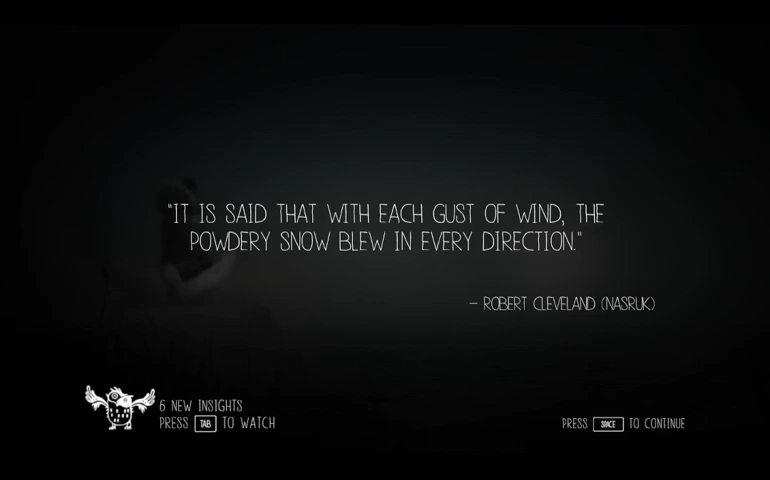 "IT IS SAID THAT WITH EACH GUST OF WIND, THE
POWDERY SNOW BLEW IN EVERY DIRECTION."
— ROBERT CLEVELAND (NASRUK)
6 NEW INSIGHTS
PRESS TAB TO WATCH
PRESS SPACE TO CONTINUE